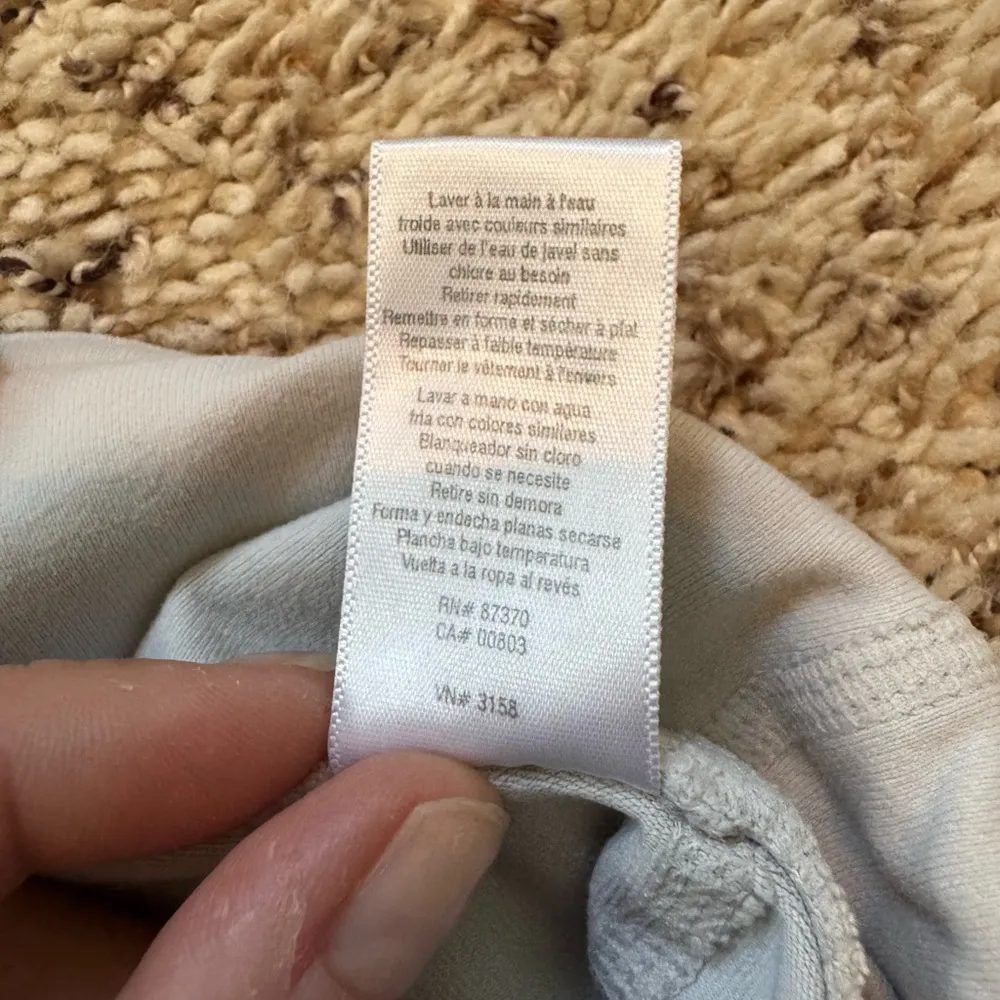 Laver à la main à l'eau
froide avec couleurs similaires
Utiliser de l'eau de javel sans
chlore au besoin
Retirer rapidement
Remettre en forme et sécher à plat
Repasser à faible température
Tourner le vêtement à l'envers
Lavar a mano con agua
fria con colores similares
Blanqueador sin cloro
cuando se necesite
Retire sin demora
Forma y endecha planas secarse
Plancha bajo temperatura
Vuelta a la ropa al revés
RN# 87370
CA# 00803
VN# 3158